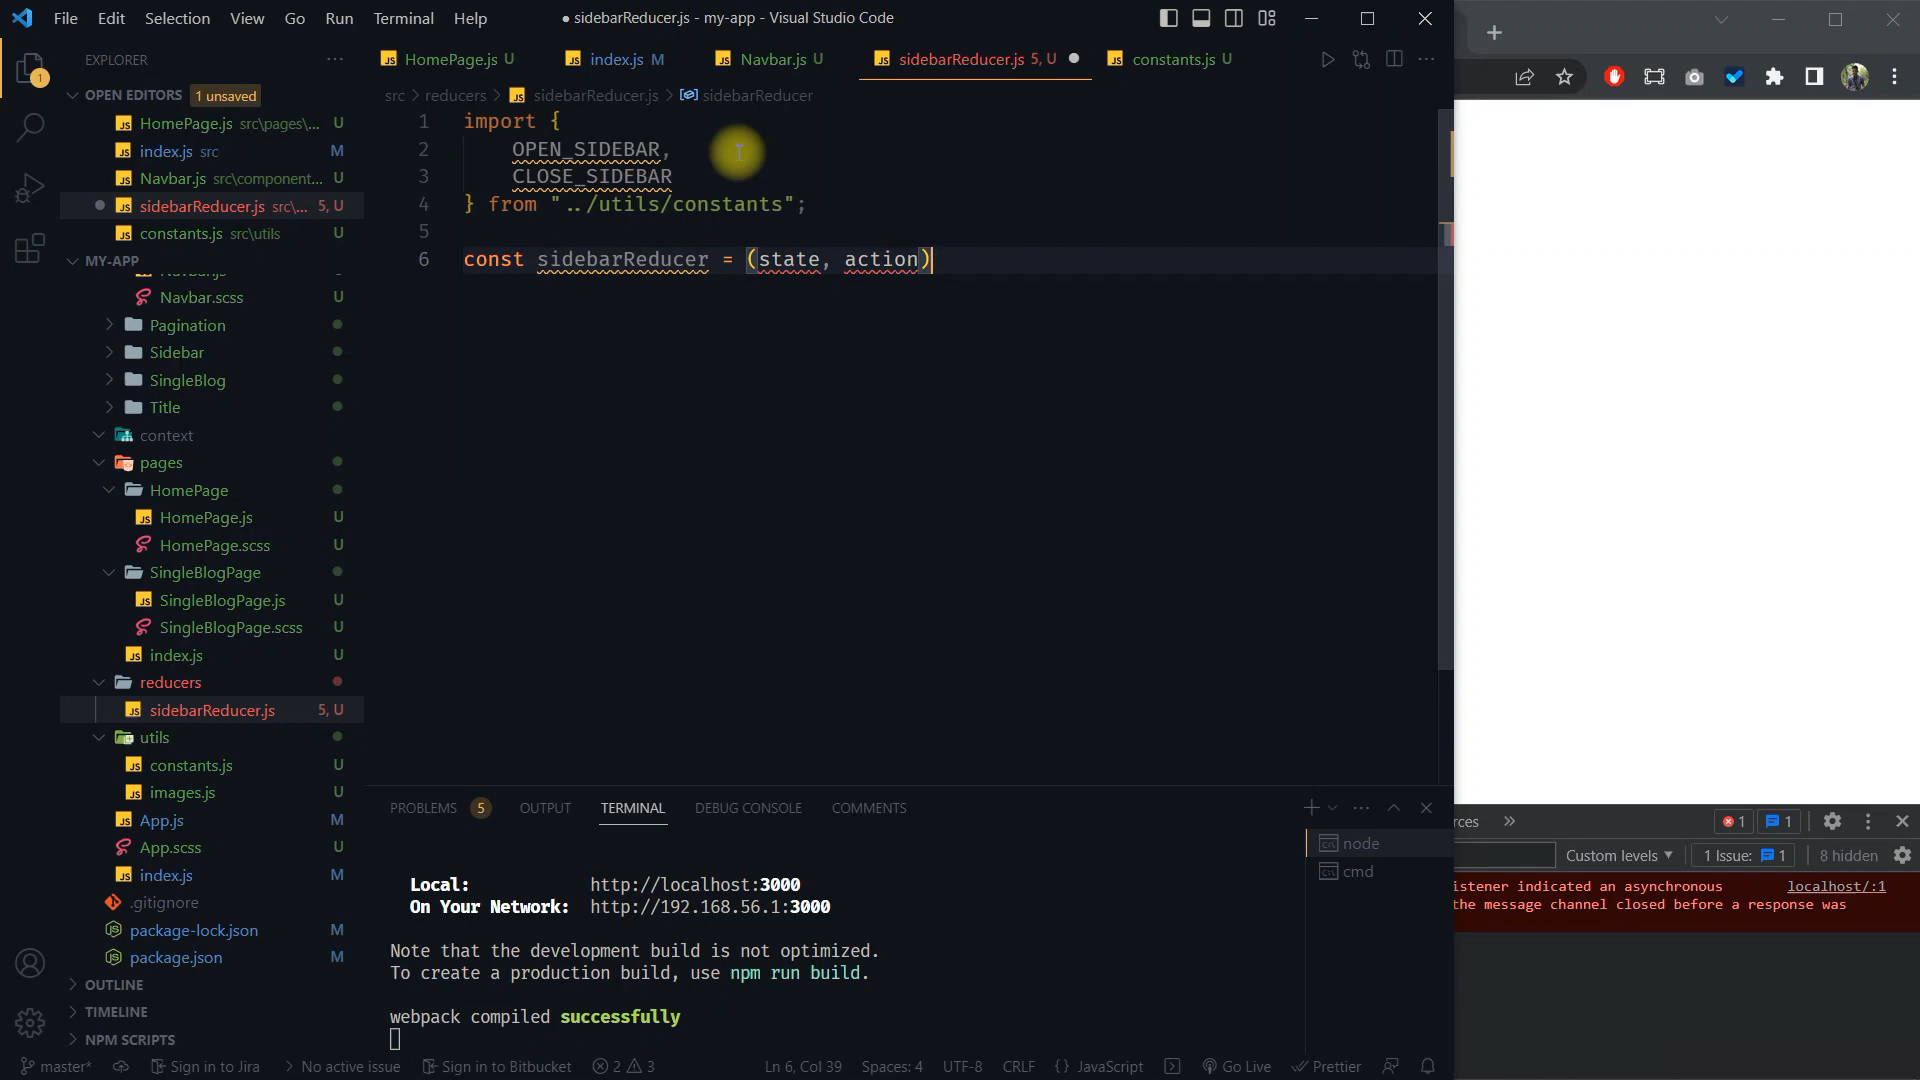 File Edit Selection View Go Run Terminal Help
● sidebarReducer.js - my-app - Visual Studio Code
EXPLORER
HomePage.js U
index.js M
Navbar.js U
sidebarReducer.js 5, U
constants.js U
OPEN EDITORS 1 unsaved
src > reducers > sidebarReducer.js > sidebarReducer
HomePage.js src\pages\... U
index.js src M
Navbar.js src\component... U
sidebarReducer.js src\... 5, U
constants.js src\utils U
MY-APP
Navbar.js
Navbar.scss U
Pagination
Sidebar
SingleBlog
Title
context
pages
HomePage
HomePage.js U
HomePage.scss U
SingleBlogPage
SingleBlogPage.js U
SingleBlogPage.scss U
index.js U
reducers
sidebarReducer.js 5, U
utils
constants.js U
images.js U
App.js M
App.scss U
index.js M
.gitignore
package-lock.json M
package.json M
OUTLINE
TIMELINE
NPM SCRIPTS
1 import {
2 OPEN_SIDEBAR,
3 CLOSE_SIDEBAR
4 } from "../utils/constants";
5
6 const sidebarReducer = (state, action)
PROBLEMS 5 OUTPUT TERMINAL DEBUG CONSOLE COMMENTS
node
cmd
Local: http://localhost:3000
On Your Network: http://192.168.56.1:3000
Note that the development build is not optimized.
To create a production build, use npm run build.
webpack compiled successfully
master* Sign in to Jira No active issue Sign in to Bitbucket 2 3 Ln 6, Col 39 Spaces: 4 UTF-8 CRLF {} JavaScript Go Live Prettier
rces » 1 1
Custom levels 1 Issue: 1 8 hidden
istener indicated an asynchronous localhost/:1
the message channel closed before a response was
1